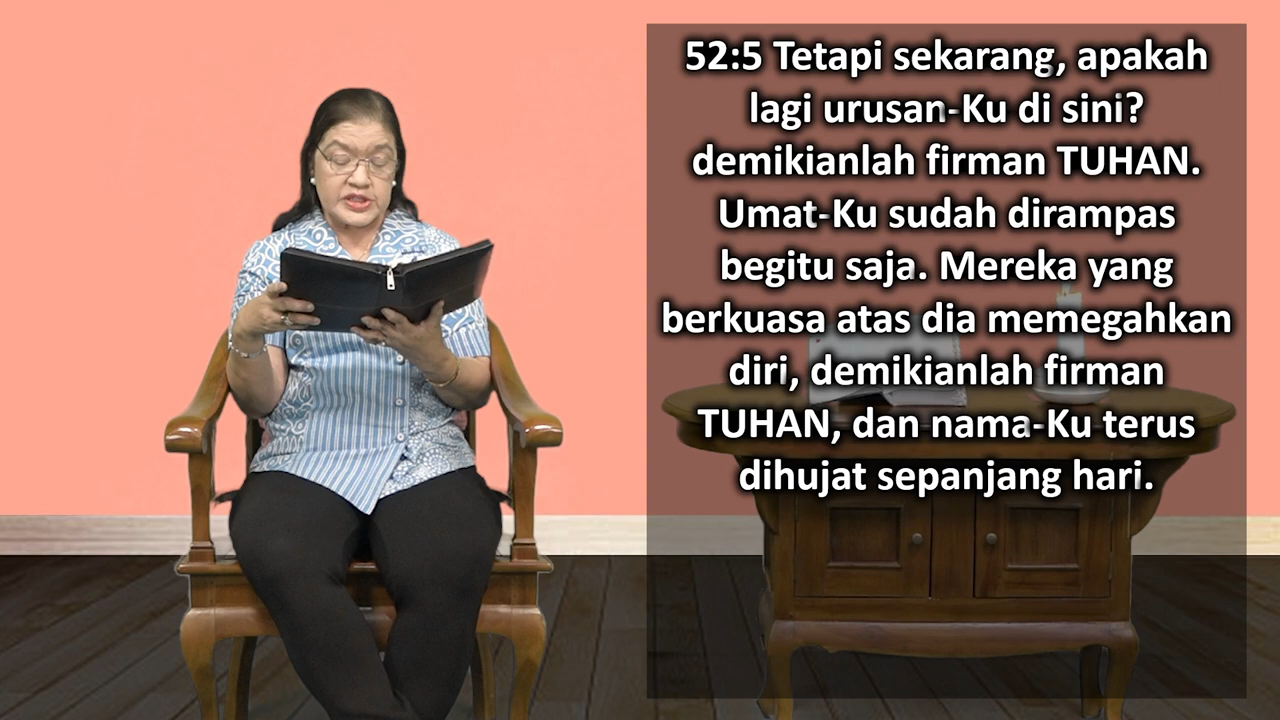 52:5 Tetapi sekarang, apakah
lagi urusan-Ku di sini?
demikianlah firman TUHAN.
Umat-Ku sudah dirampas
begitu saja. Mereka yang
berkuasa atas dia memegahkan
diri, demikianlah firman
TUHAN, dan nama-Ku terus
dihujat sepanjang hari.